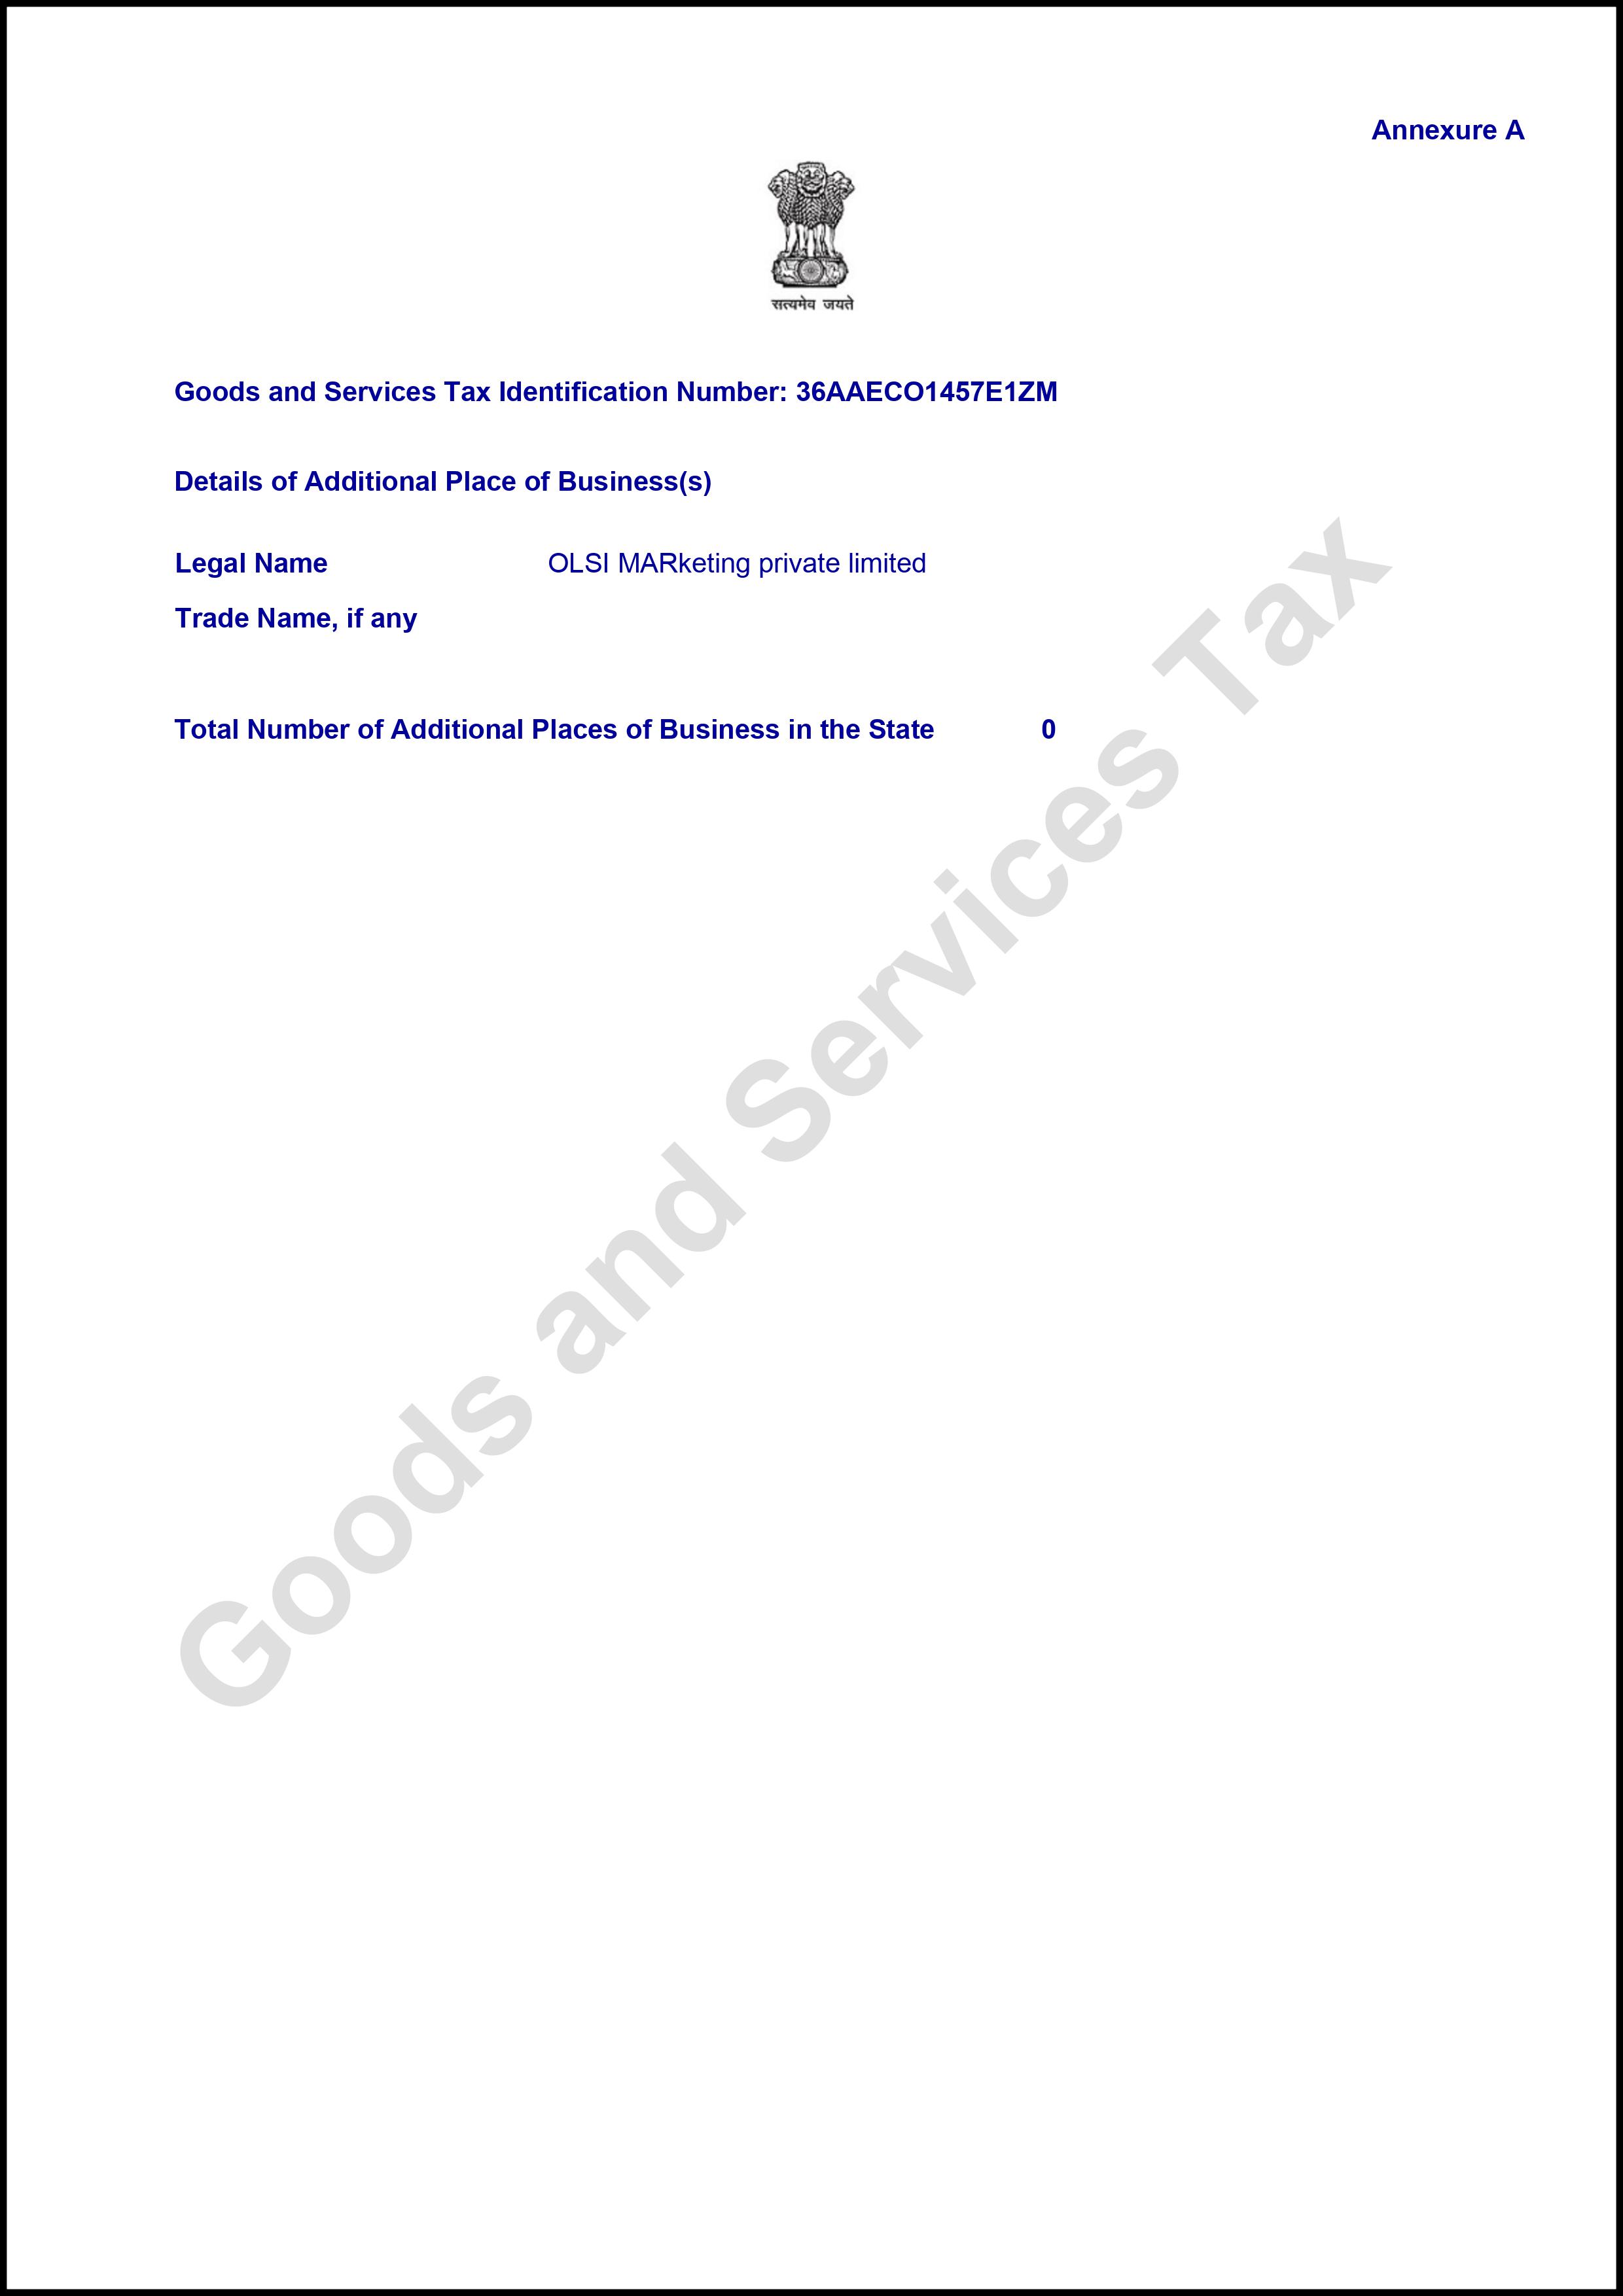 Annexure A
सत्यमेव जयते
Goods and Services Tax Identification Number: 36AAECO1457E1ZM
Details of Additional Place of Business(s)
Legal Name OLSI MARketing private limited
Trade Name, if any
Total Number of Additional Places of Business in the State 0
Goods and Services Tax